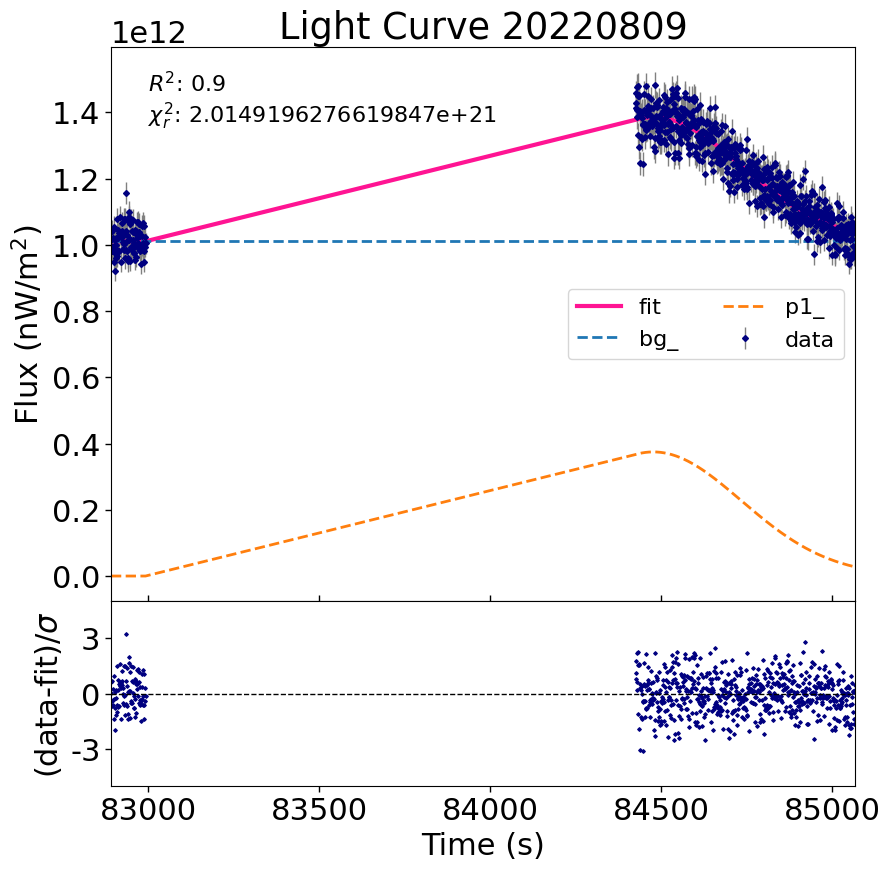 Light Curve 20220809
1e12
R²: 0.9
χ²ᵣ: 2.0149196276619847e+21
1.4
1.2
1.0
0.8
0.6
0.4
0.2
0.0
Flux (nW/m²)
fit
bg_
p1_
data
3
0
-3
(data-fit)/σ
83000 83500 84000 84500 85000
Time (s)